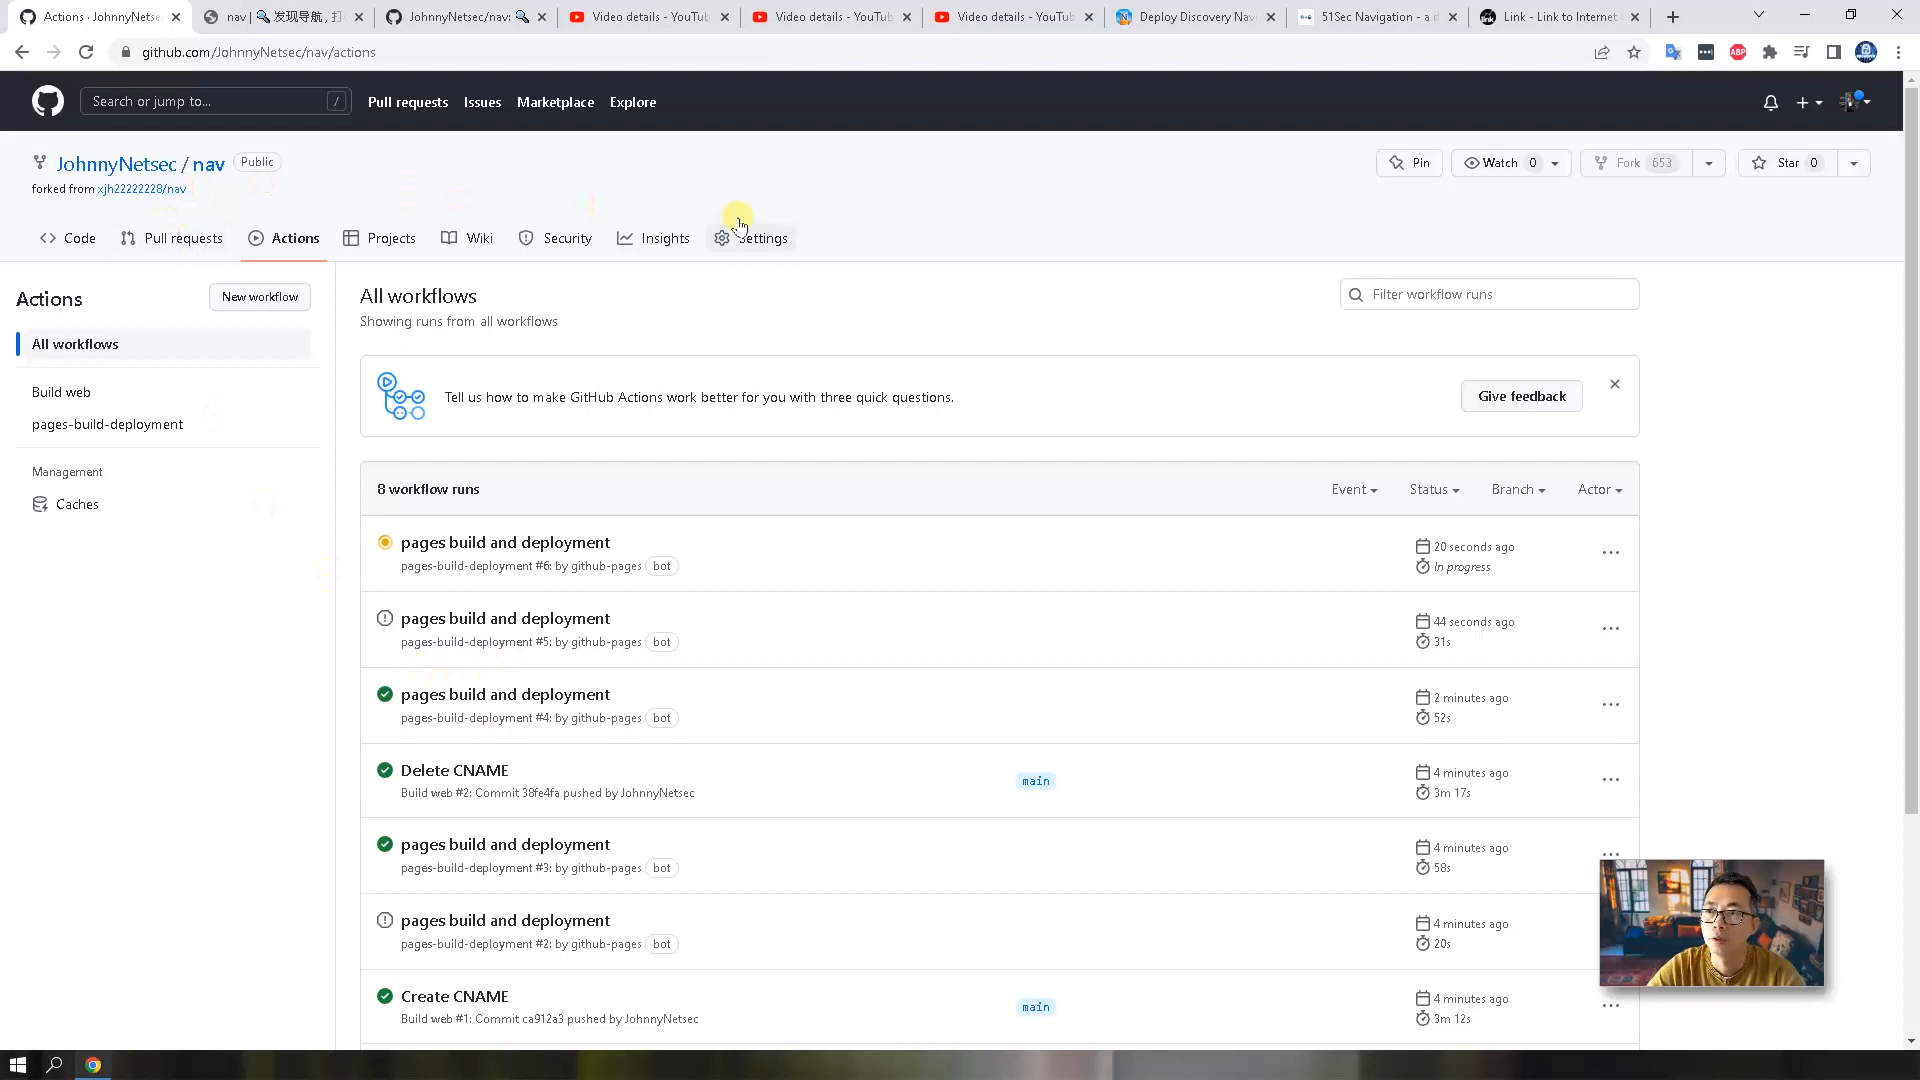 Actions · JohnnyNetse
nav | 🔍 发现导航 , 打
JohnnyNetsec/nav: 🔍
Video details - YouTub
Video details - YouTub
Video details - YouTub
Deploy Discovery Navi
51Sec Navigation - a d
Link - Link to Internet
github.com/JohnnyNetsec/nav/actions
ABP
Search or jump to...
/
Pull requests
Issues
Marketplace
Explore
JohnnyNetsec / nav
Public
forked from xjh22222228/nav
Pin
Watch 0
Fork 653
Star 0
Code
Pull requests
Actions
Projects
Wiki
Security
Insights
Settings
Actions
New workflow
All workflows
Build web
pages-build-deployment
Management
Caches
All workflows
Showing runs from all workflows
Filter workflow runs
Tell us how to make GitHub Actions work better for you with three quick questions.
Give feedback
8 workflow runs
Event
Status
Branch
Actor
pages build and deployment
pages-build-deployment #6: by github-pages bot
20 seconds ago
In progress
pages build and deployment
pages-build-deployment #5: by github-pages bot
44 seconds ago
31s
pages build and deployment
pages-build-deployment #4: by github-pages bot
2 minutes ago
52s
Delete CNAME
Build web #2: Commit 38fe4fa pushed by JohnnyNetsec
main
4 minutes ago
3m 17s
pages build and deployment
pages-build-deployment #3: by github-pages bot
4 minutes ago
58s
pages build and deployment
pages-build-deployment #2: by github-pages bot
4 minutes ago
20s
Create CNAME
Build web #1: Commit ca912a3 pushed by JohnnyNetsec
main
4 minutes ago
3m 12s